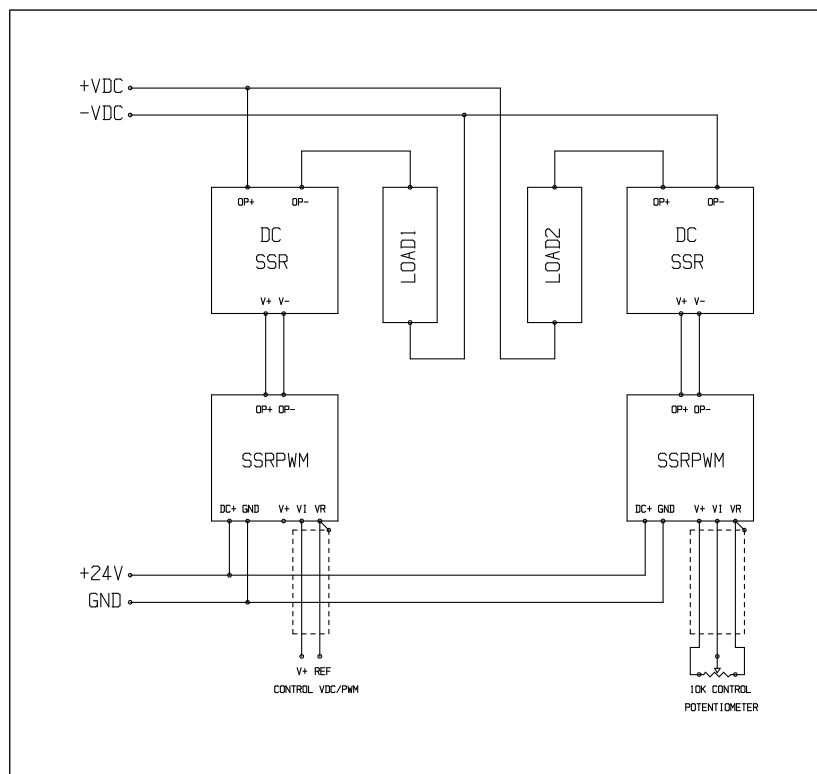 +VDC
-VDC
OP+ OP-
DC
SSR
V+ V-
LOAD1
LOAD2
OP+ OP-
DC
SSR
V+ V-
OP+ OP-
SSRPWM
DC+ GND V+ VI VR
OP+ OP-
SSRPWM
DC+ GND V+ VI VR
+24V
GND
V+ REF
CONTROL VDC/PWM
10K CONTROL
POTENTIOMETER